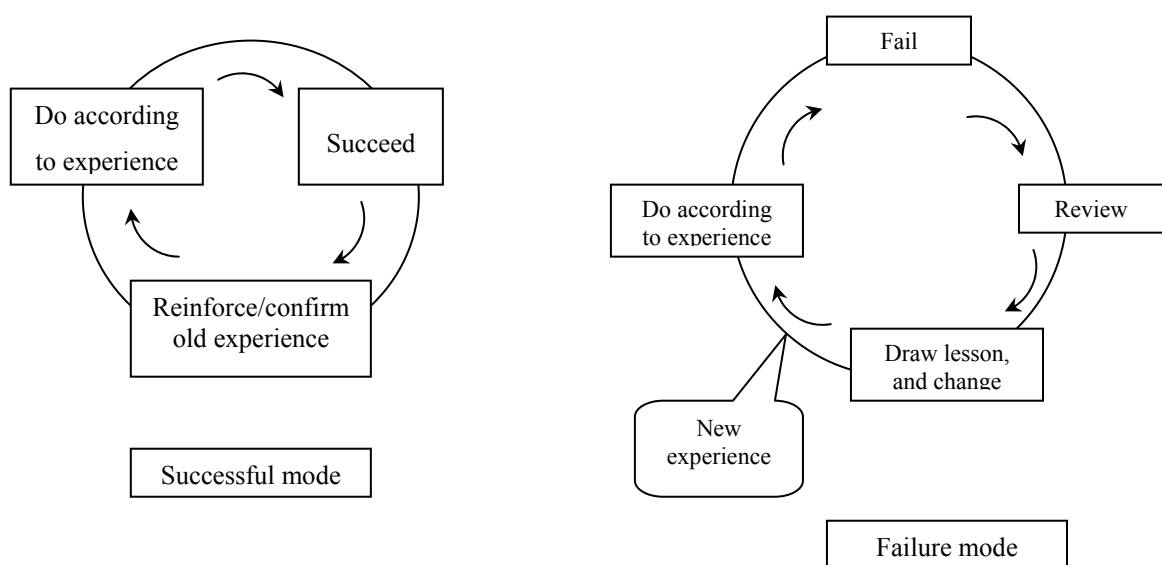 Do according
to experience
Succeed
Reinforce/confirm
old experience
Successful mode
Fail
Review
Do according
to experience
Draw lesson,
and change
New
experience
Failure mode